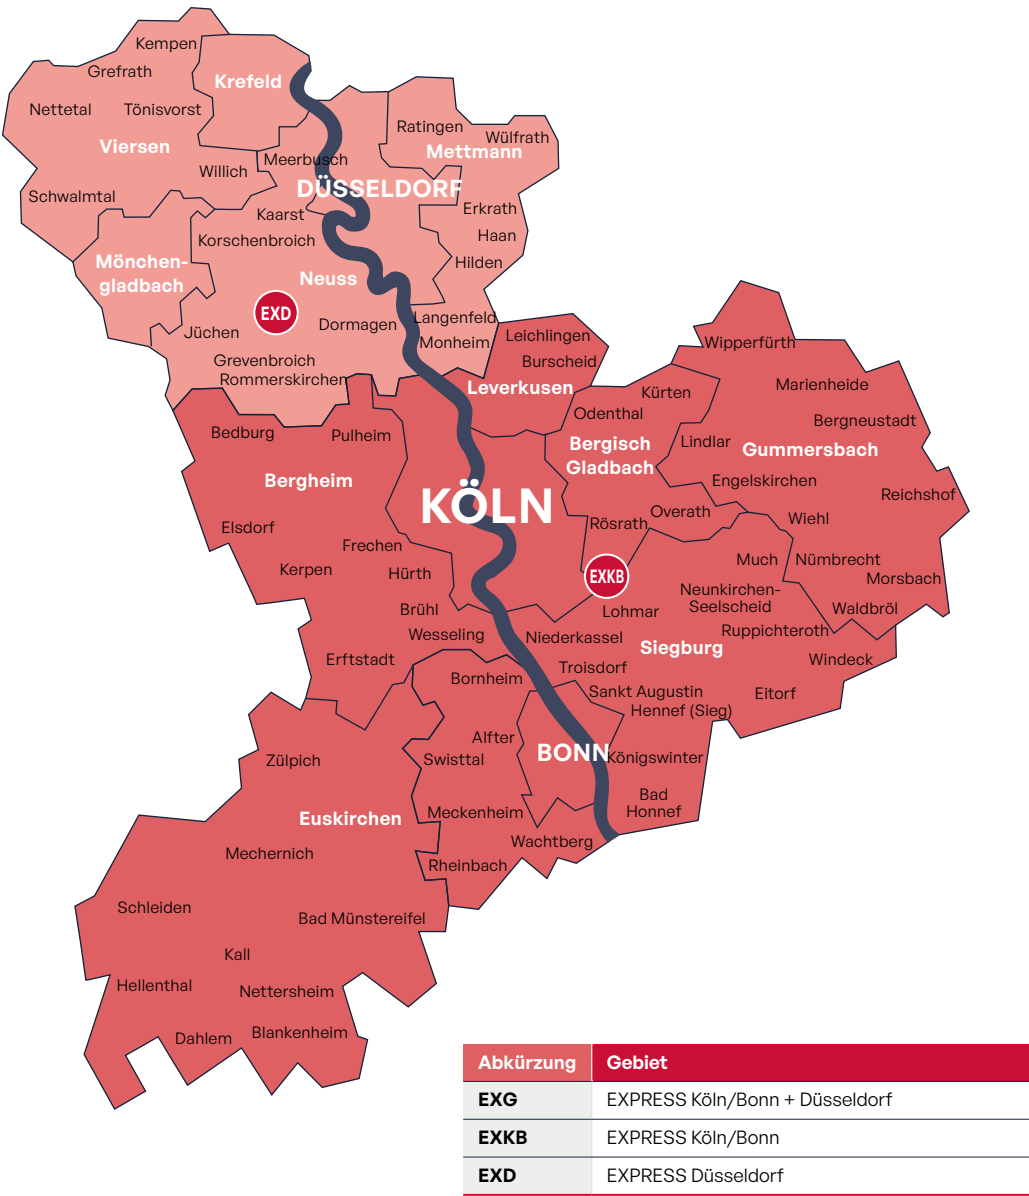 Kempen
Grefrath
Krefeld
Nettetal
Tönisvorst
Viersen
Ratingen
Wülfrath
Mettmann
Meerbusch
Willich
DÜSSELDORF
Schwalmtal
Kaarst
Erkrath
Korschenbroich
Haan
Mönchen-
gladbach
Hilden
Neuss
EXD
Jüchen
Dormagen
Langenfeld
Monheim
Grevenbroich
Rommerskirchen
Leichlingen
Burscheid
Leverkusen
Wipperfürth
Marienheide
Kürten
Odenthal
Bergneustadt
Bedburg
Pulheim
Bergisch
Gladbach
Lindlar
Gummersbach
Bergheim
Engelskirchen
Reichshof
KÖLN
Overath
Rösrath
Wiehl
Elsdorf
Frechen
Kerpen
Hürth
EXKB
Much
Nümbrecht
Morsbach
Neunkirchen-
Seelscheid
Brühl
Lohmar
Waldbröl
Wesseling
Niederkassel
Ruppichteroth
Siegburg
Erftstadt
Windeck
Troisdorf
Bornheim
Sankt Augustin
Eitorf
Hennef (Sieg)
Alfter
BONN
Zülpich
Swisttal
Königswinter
Bad
Honnef
Euskirchen
Meckenheim
Wachtberg
Mechernich
Rheinbach
Schleiden
Bad Münstereifel
Kall
Hellenthal
Nettersheim
Dahlem
Blankenheim
Abkürzung Gebiet
EXG EXPRESS Köln/Bonn + Düsseldorf
EXKB EXPRESS Köln/Bonn
EXD EXPRESS Düsseldorf